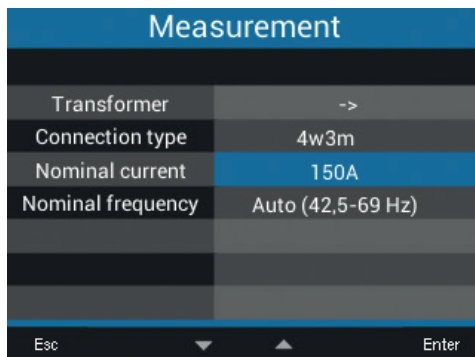 Measurement
Transformer ->
Connection type 4w3m
Nominal current 150A
Nominal frequency Auto (42,5-69 Hz)
Esc Enter